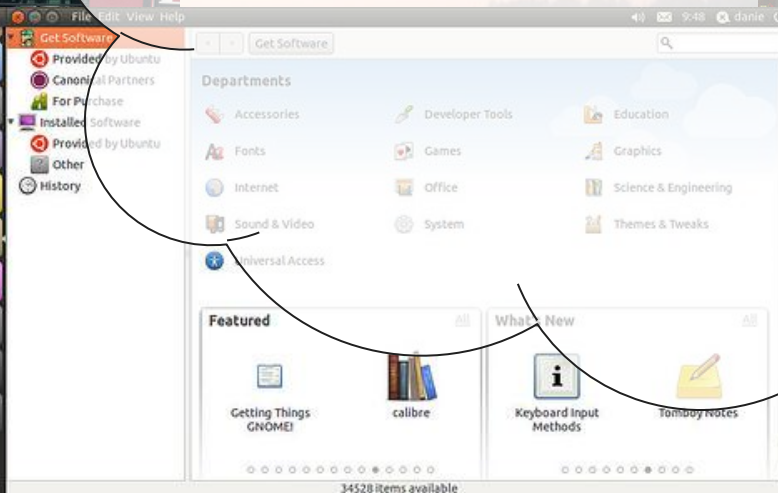 File Edit View Help 9:48 danie
Get Software Get Software
Provided by Ubuntu
Canonical Partners
For Purchase
Installed Software
Provided by Ubuntu
Other
History
Departments
Accessories Developer Tools Education
Fonts Games Graphics
Internet Office Science & Engineering
Sound & Video System Themes & Tweaks
Universal Access
Featured All What's New All
Getting Things calibre Keyboard Input Tomboy Notes
GNOME! Methods
34528 items available